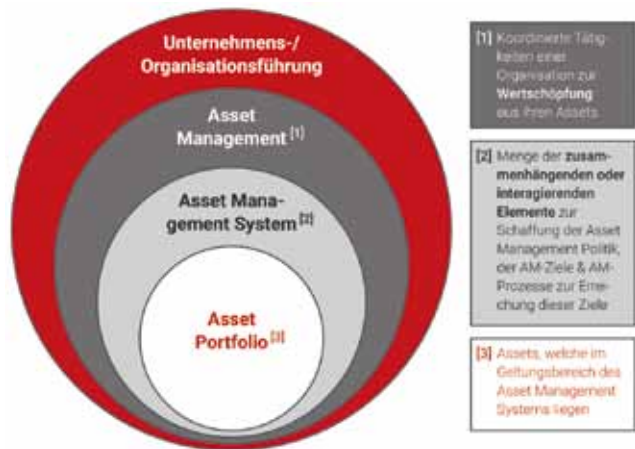 Unternehmens-/
Organisationsführung
Asset
Management [1]
Asset Mana-
gement System [2]
Asset
Portfolio [3]
[1] Koordinierte Tätig-
keiten einer
Organisation zur
Wertschöpfung
aus ihren Assets
[2] Menge der zusam-
menhängenden oder
interagierenden
Elemente zur
Schaffung der Asset
Management Politik,
der AM-Ziele & AM-
Prozesse zur Errei-
chung dieser Ziele
[3] Assets, welche im
Geltungsbereich des
Asset Management
Systems liegen